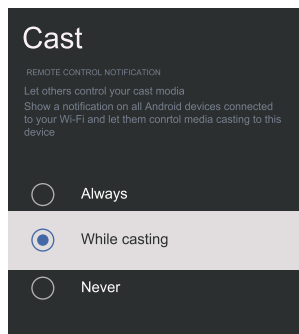 Cast
REMOTE CONTROL NOTIFICATION
Let others control your cast modia
Show a notification on all Android devices connected
to your Wi-Fi and let them conrtol media casting to this
device
Always
While casting
Never